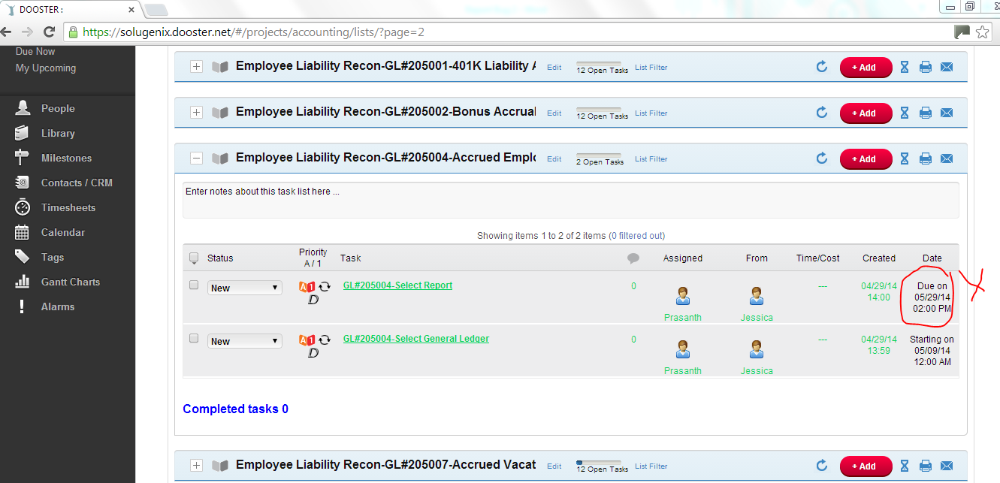 DOOSTER :
https://solugenix.dooster.net/#/projects/accounting/lists/?page=2
Due Now
My Upcoming
People
Library
Milestones
Contacts / CRM
Timesheets
Calendar
Tags
Gantt Charts
Alarms
Employee Liability Recon-GL#205001-401K Liability Edit 12 Open Tasks List Filter + Add
Employee Liability Recon-GL#205002-Bonus Accrual Edit 12 Open Tasks List Filter + Add
Employee Liability Recon-GL#205004-Accrued Emplo Edit 2 Open Tasks List Filter + Add
Enter notes about this task list here ...
Showing items 1 to 2 of 2 items (0 filtered out)
Status Priority Task Assigned From Time/Cost Created Date
A / 1
New A 1 D GL#205004-Select Report 0 Prasanth Jessica --- 04/29/14 14:00 Due on 05/29/14 02:00 PM X
New A 1 D GL#205004-Select General Ledger 0 Prasanth Jessica --- 04/29/14 13:59 Starting on 05/09/14 12:00 AM
Completed tasks 0
Employee Liability Recon-GL#205007-Accrued Vacat Edit 12 Open Tasks List Filter + Add